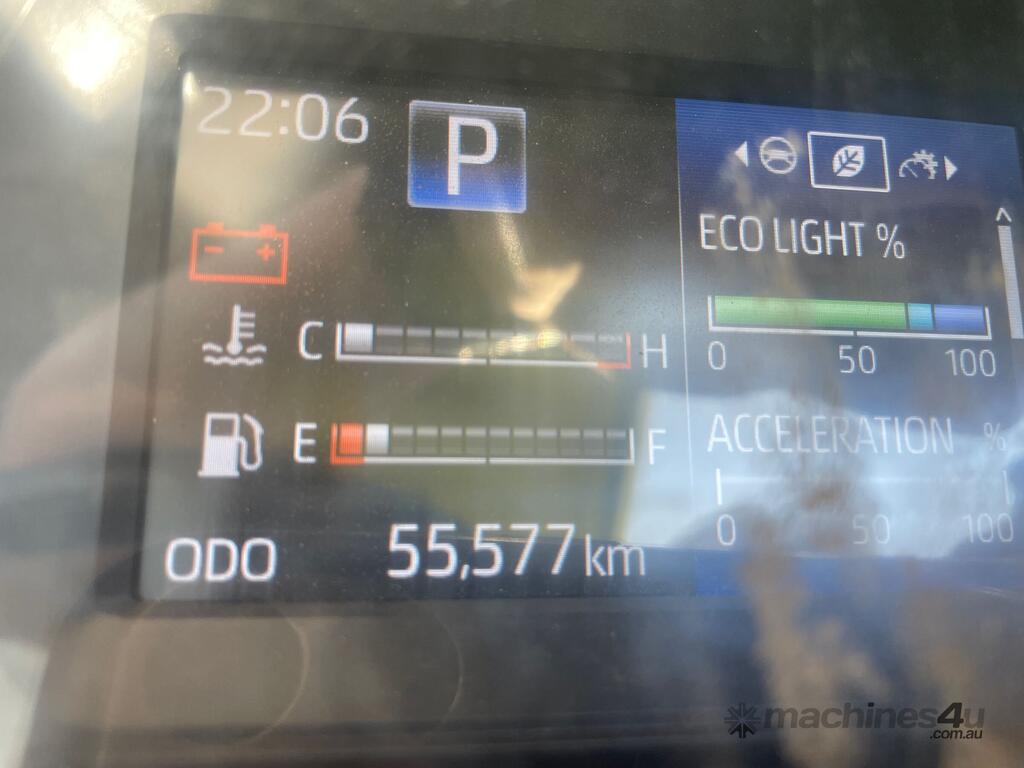 22:06
P
ECO LIGHT %
0 50 100
C H
E F
ACCELERATION %
0 50 100
ODO 55,577 km
machines4u
.com.au